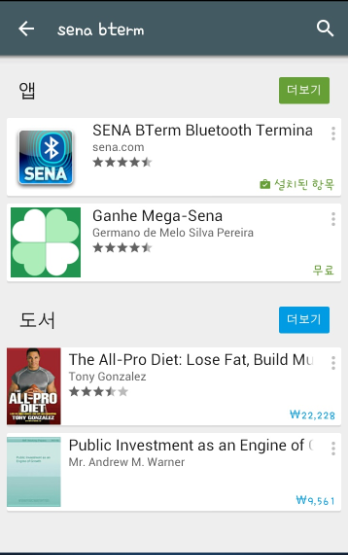 sena bterm
앱
더보기
SENA BTerm Bluetooth Termina
sena.com
설치된 항목
SENA
Ganhe Mega-Sena
Germano de Melo Silva Pereira
무료
도서
더보기
The All-Pro Diet: Lose Fat, Build Mu
Tony Gonzalez
₩22,228
ALL-PRO
DIET
Public Investment as an Engine of
Mr. Andrew M. Warner
₩9,561